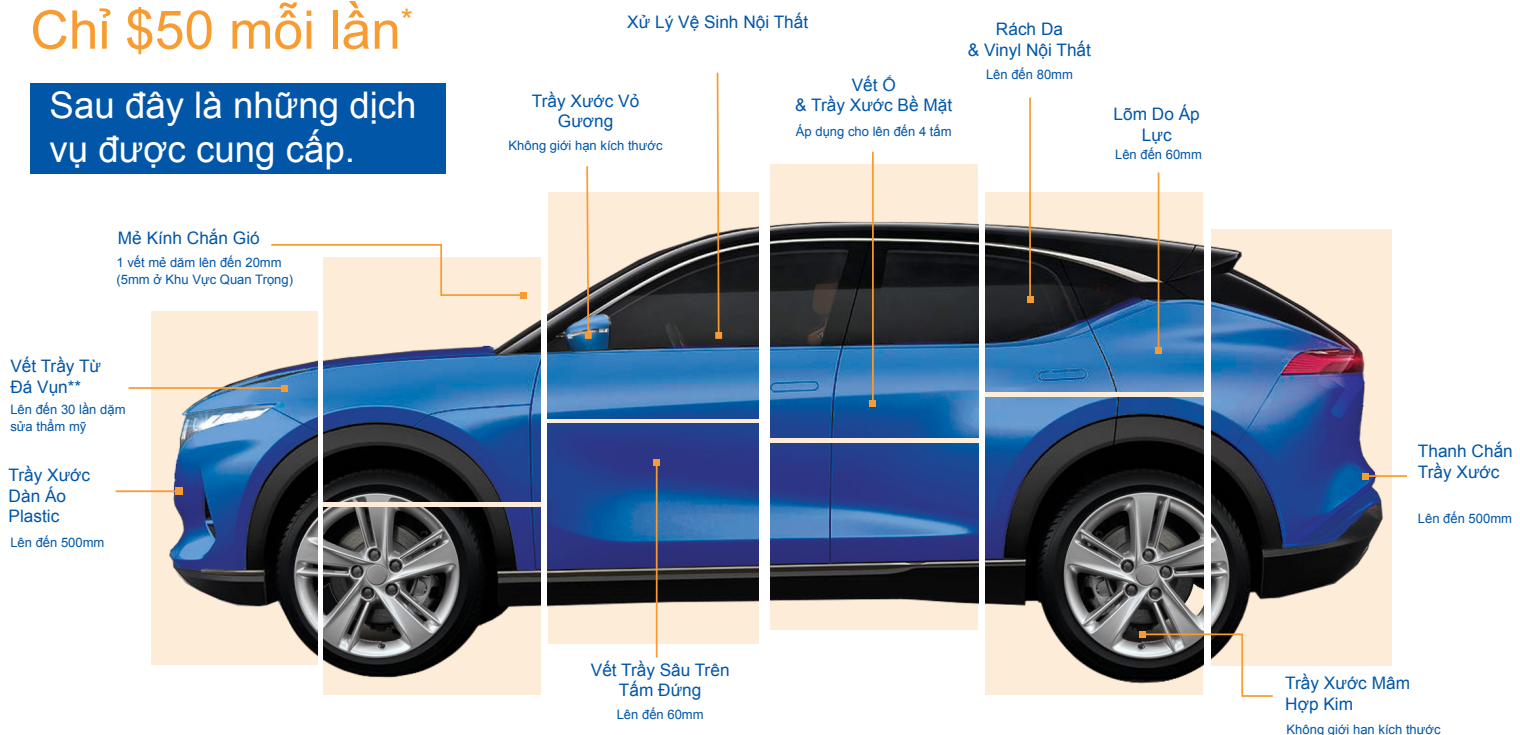 Chỉ $50 mỗi lần*
Sau đây là những dịch
vụ được cung cấp.
Xử Lý Vệ Sinh Nội Thất
Rách Da
& Vinyl Nội Thất
Lên đến 80mm
Trầy Xước Vỏ
Gương
Không giới hạn kích thước
Vết Ố
& Trầy Xước Bề Mặt
Áp dụng cho lên đến 4 tấm
Lõm Do Áp
Lực
Lên đến 60mm
Mẻ Kính Chắn Gió
1 vết mẻ dăm lên đến 20mm
(5mm ở Khu Vực Quan Trọng)
Vết Trầy Từ
Đá Vụn**
Lên đến 30 lần dặm
sửa thẩm mỹ
Trầy Xước
Dàn Áo
Plastic
Lên đến 500mm
Thanh Chắn
Trầy Xước
Lên đến 500mm
Vết Trầy Sâu Trên
Tấm Đứng
Lên đến 60mm
Trầy Xước Mâm
Hợp Kim
Không giới hạn kích thước